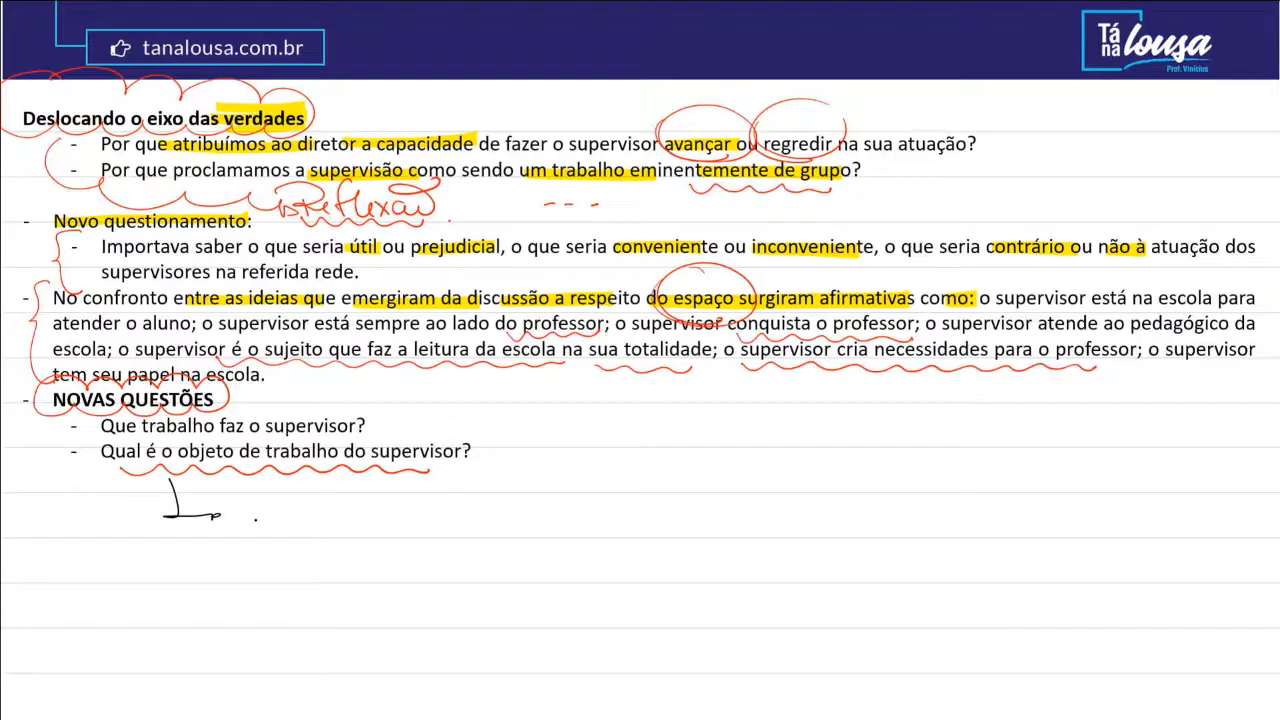 tanalousa.com.br
Tá na lousa
Prof. Vinícius
Deslocando o eixo das verdades
- Por que atribuímos ao diretor a capacidade de fazer o supervisor avançar ou regredir na sua atuação?
- Por que proclamamos a supervisão como sendo um trabalho eminentemente de grupo?
Reflexão
- Novo questionamento:
- Importava saber o que seria útil ou prejudicial, o que seria conveniente ou inconveniente, o que seria contrário ou não à atuação dos
supervisores na referida rede.
- No confronto entre as ideias que emergiram da discussão a respeito do espaço surgiram afirmativas como: o supervisor está na escola para
atender o aluno; o supervisor está sempre ao lado do professor; o supervisor conquista o professor; o supervisor atende ao pedagógico da
escola; o supervisor é o sujeito que faz a leitura da escola na sua totalidade; o supervisor cria necessidades para o professor; o supervisor
tem seu papel na escola.
- NOVAS QUESTÕES
- Que trabalho faz o supervisor?
- Qual é o objeto de trabalho do supervisor?